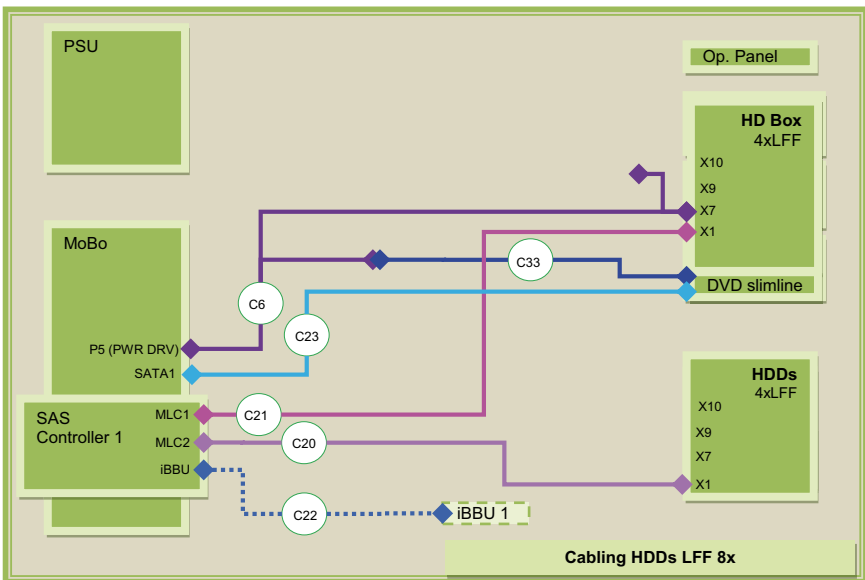 PSU
Op. Panel
HD Box
4xLFF
X10
X9
X7
X1
MoBo
C33
DVD slimline
C6
C23
P5 (PWR DRV)
SATA1
HDDs
4xLFF
X10
X9
X7
X1
SAS
Controller 1
MLC1
MLC2
iBBU
C21
C20
C22
iBBU 1
Cabling HDDs LFF 8x